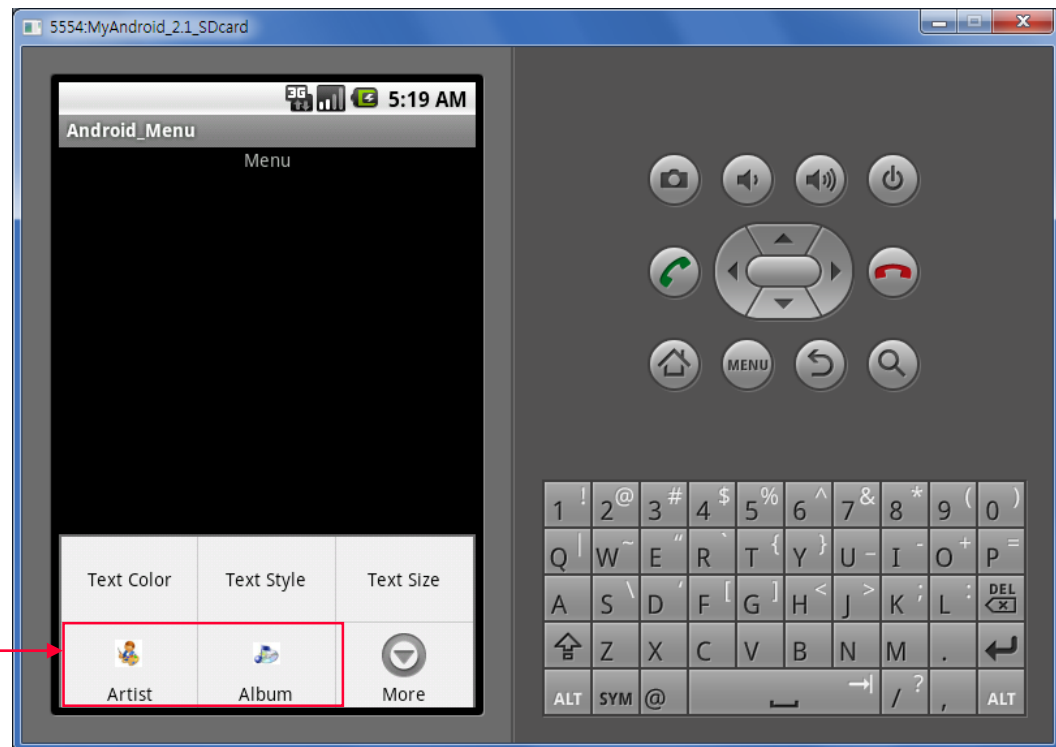 5554:MyAndroid_2.1_SDcard
3G 5:19 AM
Android_Menu
Menu
Text Color Text Style Text Size
Artist Album More
MENU
1 ! 2 @ 3 # 4 $ 5 % 6 ^ 7 & 8 * 9 ( 0 )
Q | W ~ E " R ` T { Y } U - I - O + P =
A S \ D ' F [ G ] H < J > K ; L : DEL
Z X C V B N M .
ALT SYM @ / ? , ALT